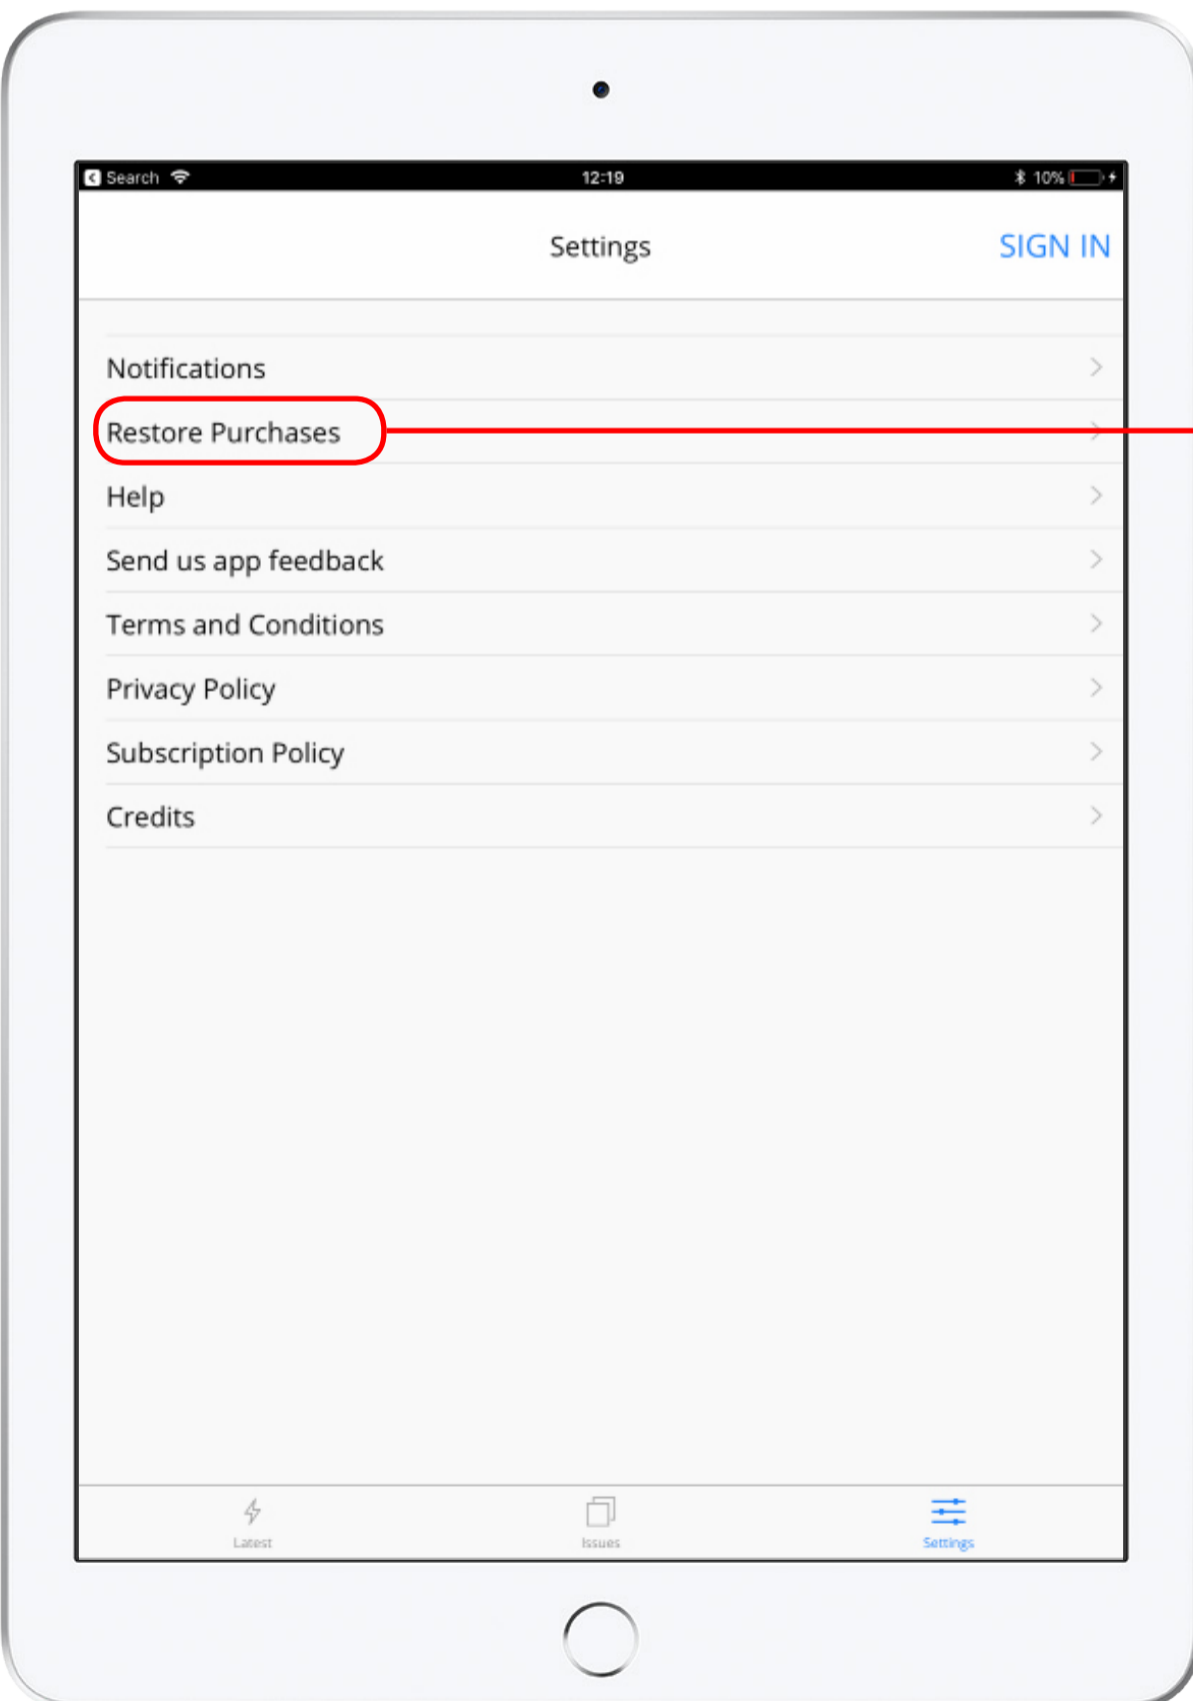 Search 12:19 10%
Settings SIGN IN
Notifications
Restore Purchases
Help
Send us app feedback
Terms and Conditions
Privacy Policy
Subscription Policy
Credits
Latest Issues Settings